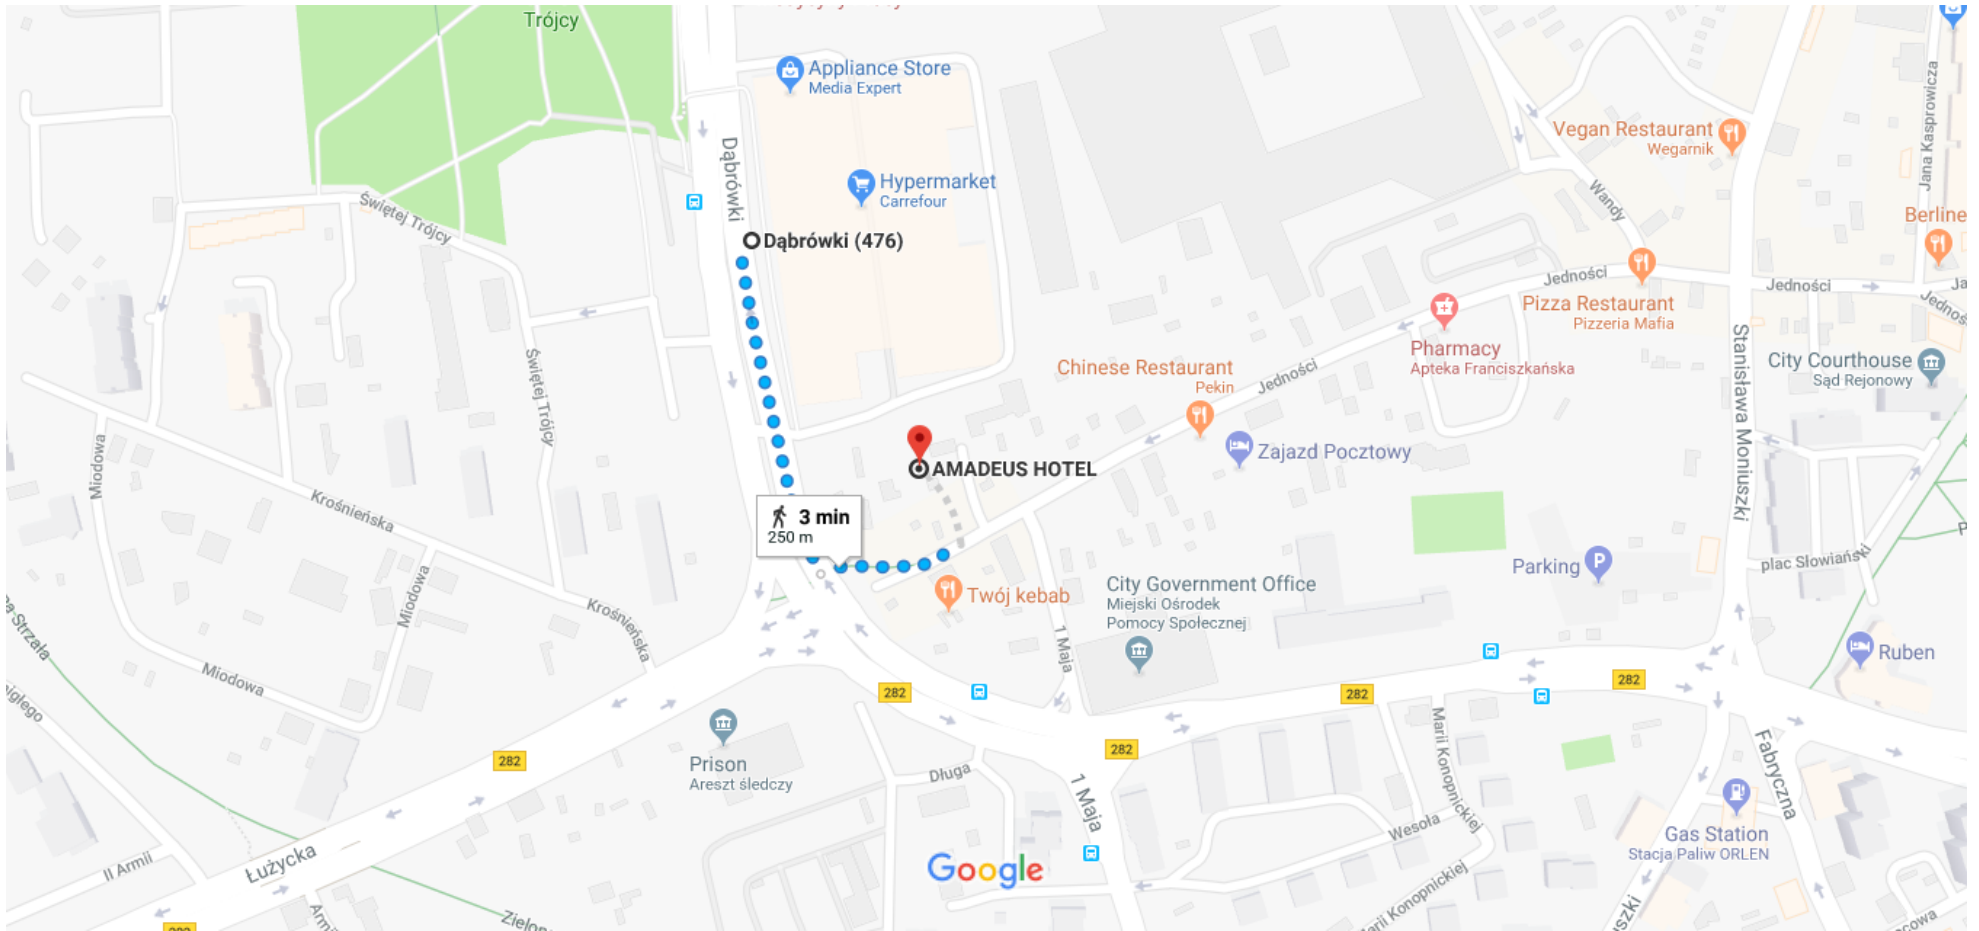 Trójcy
Appliance Store
Media Expert
Dąbrówki
Vegan Restaurant
Wegarnik
Jana Kasprowicza
Hypermarket
Carrefour
Świętej Trójcy
Wandy
Berline
Dąbrówki (476)
Jedności
Jedności
Pizza Restaurant
Pizzeria Mafia
Pharmacy
Apteka Franciszkańska
Chinese Restaurant
Pekin
Jedności
Stanisława Moniuszki
City Courthouse
Sąd Rejonowy
Świętej Trójcy
Miodowa
AMADEUS HOTEL
Zajazd Pocztowy
Krośnieńska
3 min
250 m
Parking
plac Słowiański
Miodowa
Krośnieńska
Twój kebab
City Government Office
Miejski Ośrodek
Pomocy Społecznej
1 Maja
Ruben
Miodowa
282
282
282
282
282
Prison
Areszt śledczy
Długa
1 Maja
Marii Konopnickiej
Fabryczna
Wesoła
Gas Station
Stacja Paliw ORLEN
II Armii
Łużycka
Google
Marii Konopnickiej